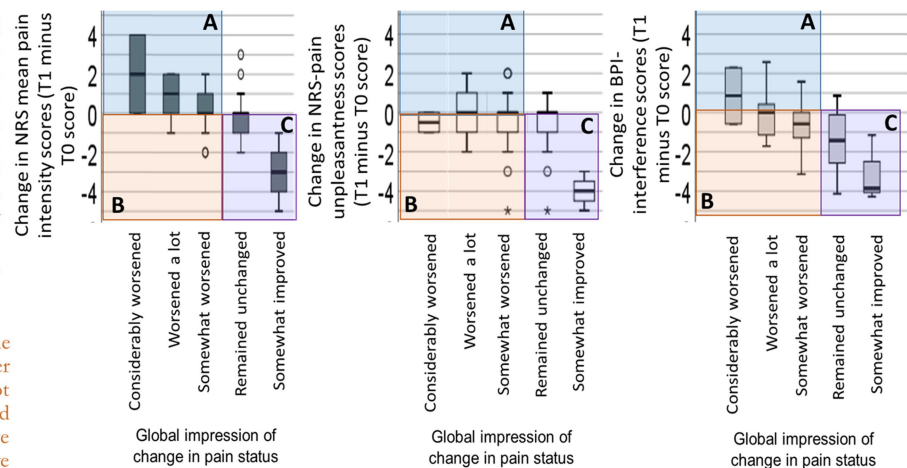 Change in NRS mean pain
intensity scores (T1 minus
T0 score)
4
2
0
-2
-4
A
B
C
Considerably worsened
Worsened a lot
Somewhat worsened
Remained unchanged
Somewhat improved
Global impression of
change in pain status
Change in NRS-pain
unpleasantness scores
(T1 minus T0 score)
4
2
0
-2
-4
A
B
C
Considerably worsened
Worsened a lot
Somewhat worsened
Remained unchanged
Somewhat improved
Global impression of
change in pain status
Change in BPI-
interference scores (T1
minus T0 score)
4
2
0
-2
-4
A
B
C
Considerably worsened
Worsened a lot
Somewhat worsened
Remained unchanged
Somewhat improved
Global impression of
change in pain status